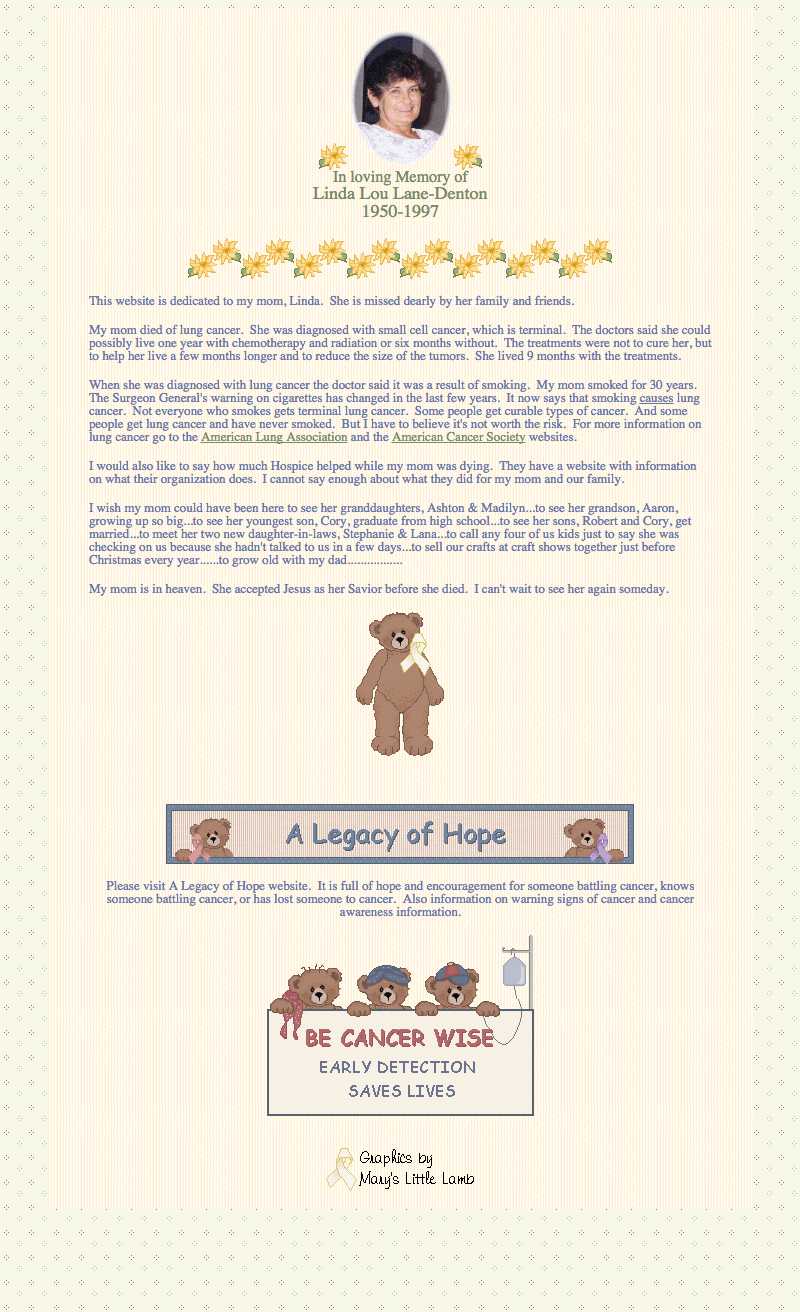 In loving Memory of
Linda Lou Lane-Denton
1950-1997
This website is dedicated to my mom, Linda.  She is missed dearly by her family and friends.
My mom died of lung cancer.  She was diagnosed with small cell cancer, which is terminal.  The doctors said she could
possibly live one year with chemotherapy and radiation or six months without.  The treatments were not to cure her, but
to help her live a few months longer and to reduce the size of the tumors.  She lived 9 months with the treatments.
When she was diagnosed with lung cancer the doctor said it was a result of smoking.  My mom smoked for 30 years.
The Surgeon General's warning on cigarettes has changed in the last few years.  It now says that smoking causes lung
cancer.  Not everyone who smokes gets terminal lung cancer.  Some people get curable types of cancer.  And some
people get lung cancer and have never smoked.  But I have to believe it's not worth the risk.  For more information on
lung cancer go to the American Lung Association and the American Cancer Society websites.
I would also like to say how much Hospice helped while my mom was dying.  They have a website with information
on what their organization does.  I cannot say enough about what they did for my mom and our family.
I wish my mom could have been here to see her granddaughters, Ashton & Madilyn...to see her grandson, Aaron,
growing up so big...to see her youngest son, Cory, graduate from high school...to see her sons, Robert and Cory, get
married...to meet her two new daughter-in-laws, Stephanie & Lana...to call any four of us kids just to say she was
checking on us because she hadn't talked to us in a few days...to sell our crafts at craft shows together just before
Christmas every year......to grow old with my dad.................
My mom is in heaven.  She accepted Jesus as her Savior before she died.  I can't wait to see her again someday.
A Legacy of Hope
Please visit A Legacy of Hope website.  It is full of hope and encouragement for someone battling cancer, knows
someone battling cancer, or has lost someone to cancer.  Also information on warning signs of cancer and cancer
awareness information.
BE CANCER WISE
EARLY DETECTION
SAVES LIVES
Graphics by
Mary's Little Lamb